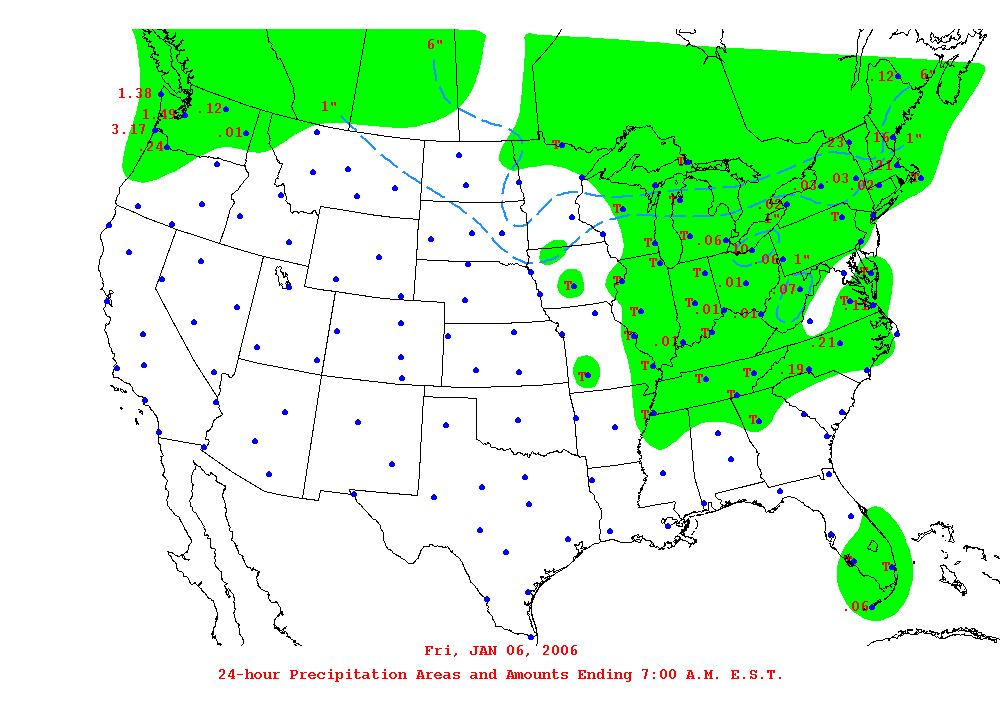 6"
6"
.12
1.38
1"
.12
1.49
3.17
.01
.16
1"
.23
.24
T
T
.21
.03
T
.03
.02
T
.02
T
T
1"
T
T
.06
.10
.06
1"
T
T
T
T
T
.01
.07
T
T
.11
T
.01
.01
T
T
.01
.21
T
T
T
T
.19
T
T
T
T
T
T
.06
Fri, JAN 06, 2006
24-hour Precipitation Areas and Amounts Ending 7:00 A.M. E.S.T.